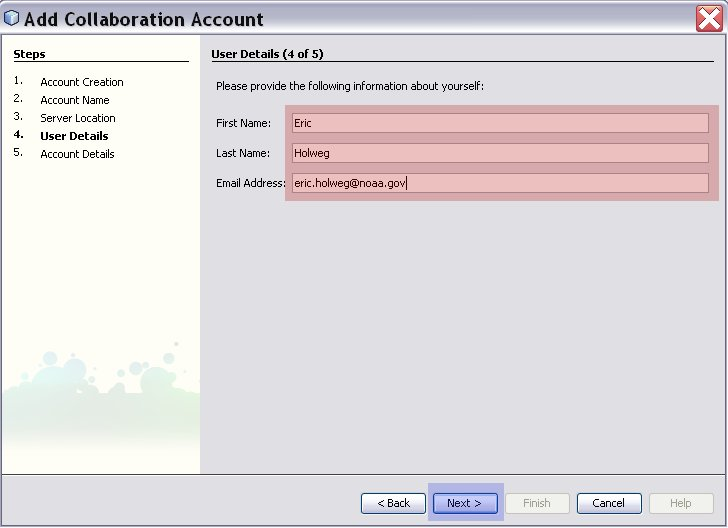 Add Collaboration Account
Steps
1. Account Creation
2. Account Name
3. Server Location
4. User Details
5. Account Details
User Details (4 of 5)
Please provide the following information about yourself:
First Name: Eric
Last Name: Holweg
Email Address: eric.holweg@noaa.gov
< Back Next > Finish Cancel Help